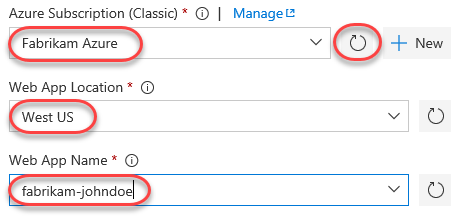 Azure Subscription (Classic) * | Manage
Fabrikam Azure
New
Web App Location *
West US
Web App Name *
fabrikam-johndoe